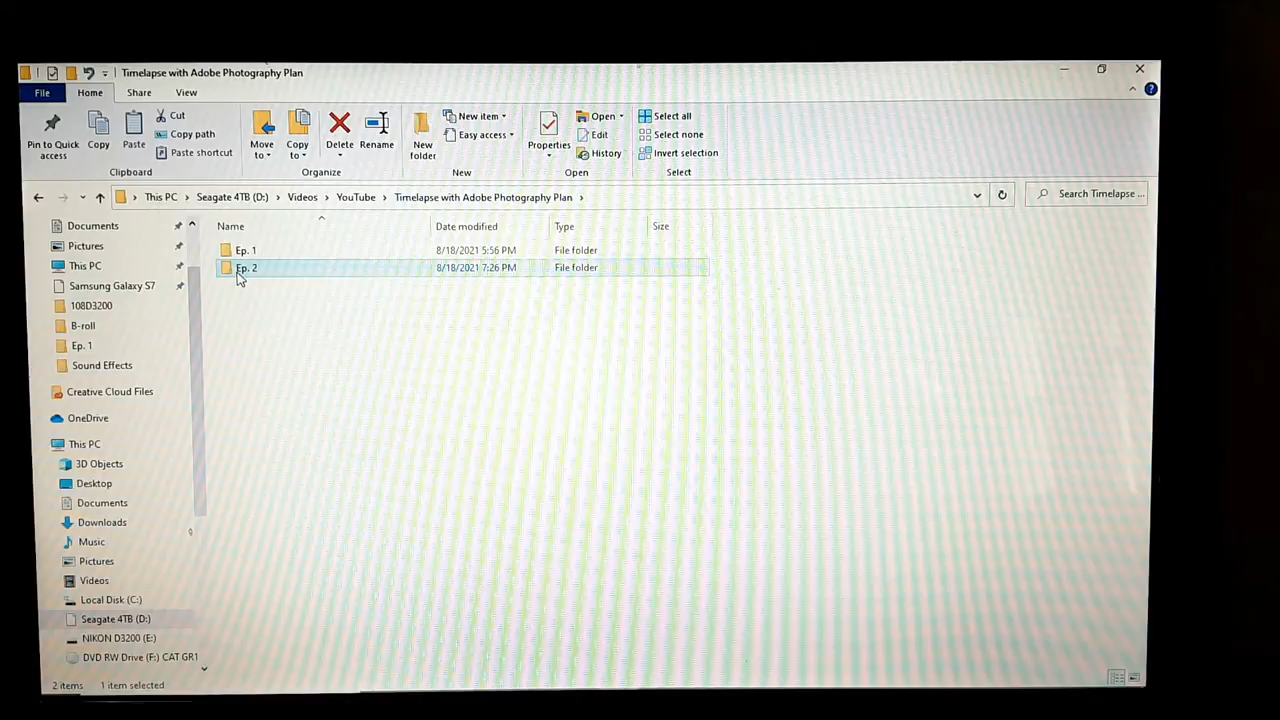 Timelapse with Adobe Photography Plan
File Home Share View
Pin to Quick access
Copy
Paste
Cut
Copy path
Paste shortcut
Clipboard
Move to
Copy to
Delete
Rename
Organize
New folder
New item
Easy access
New
Properties
Open
Edit
History
Open
Select all
Select none
Invert selection
Select
This PC > Seagate 4TB (D:) > Videos > YouTube > Timelapse with Adobe Photography Plan >
Search Timelapse ...
Name Date modified Type Size
Ep. 1 8/18/2021 5:56 PM File folder
Ep. 2 8/18/2021 7:26 PM File folder
Documents
Pictures
This PC
Samsung Galaxy S7
108D3200
B-roll
Ep. 1
Sound Effects
Creative Cloud Files
OneDrive
This PC
3D Objects
Desktop
Documents
Downloads
Music
Pictures
Videos
Local Disk (C:)
Seagate 4TB (D:)
NIKON D3200 (E:)
DVD RW Drive (F:) CAT GR1
2 items 1 item selected